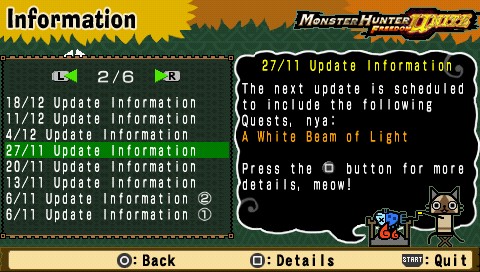 Information
MONSTER HUNTER
FREEDOM UNITE
L 2/6 R
18/12 Update Information
11/12 Update Information
4/12 Update Information
27/11 Update Information
20/11 Update Information
13/11 Update Information
6/11 Update Information ②
6/11 Update Information ①
27/11 Update Information
The next update is scheduled
to include the following
Quests, nya:
A White Beam of Light
Press the □ button for more
details, meow!
○: Back
□: Details
START: Quit